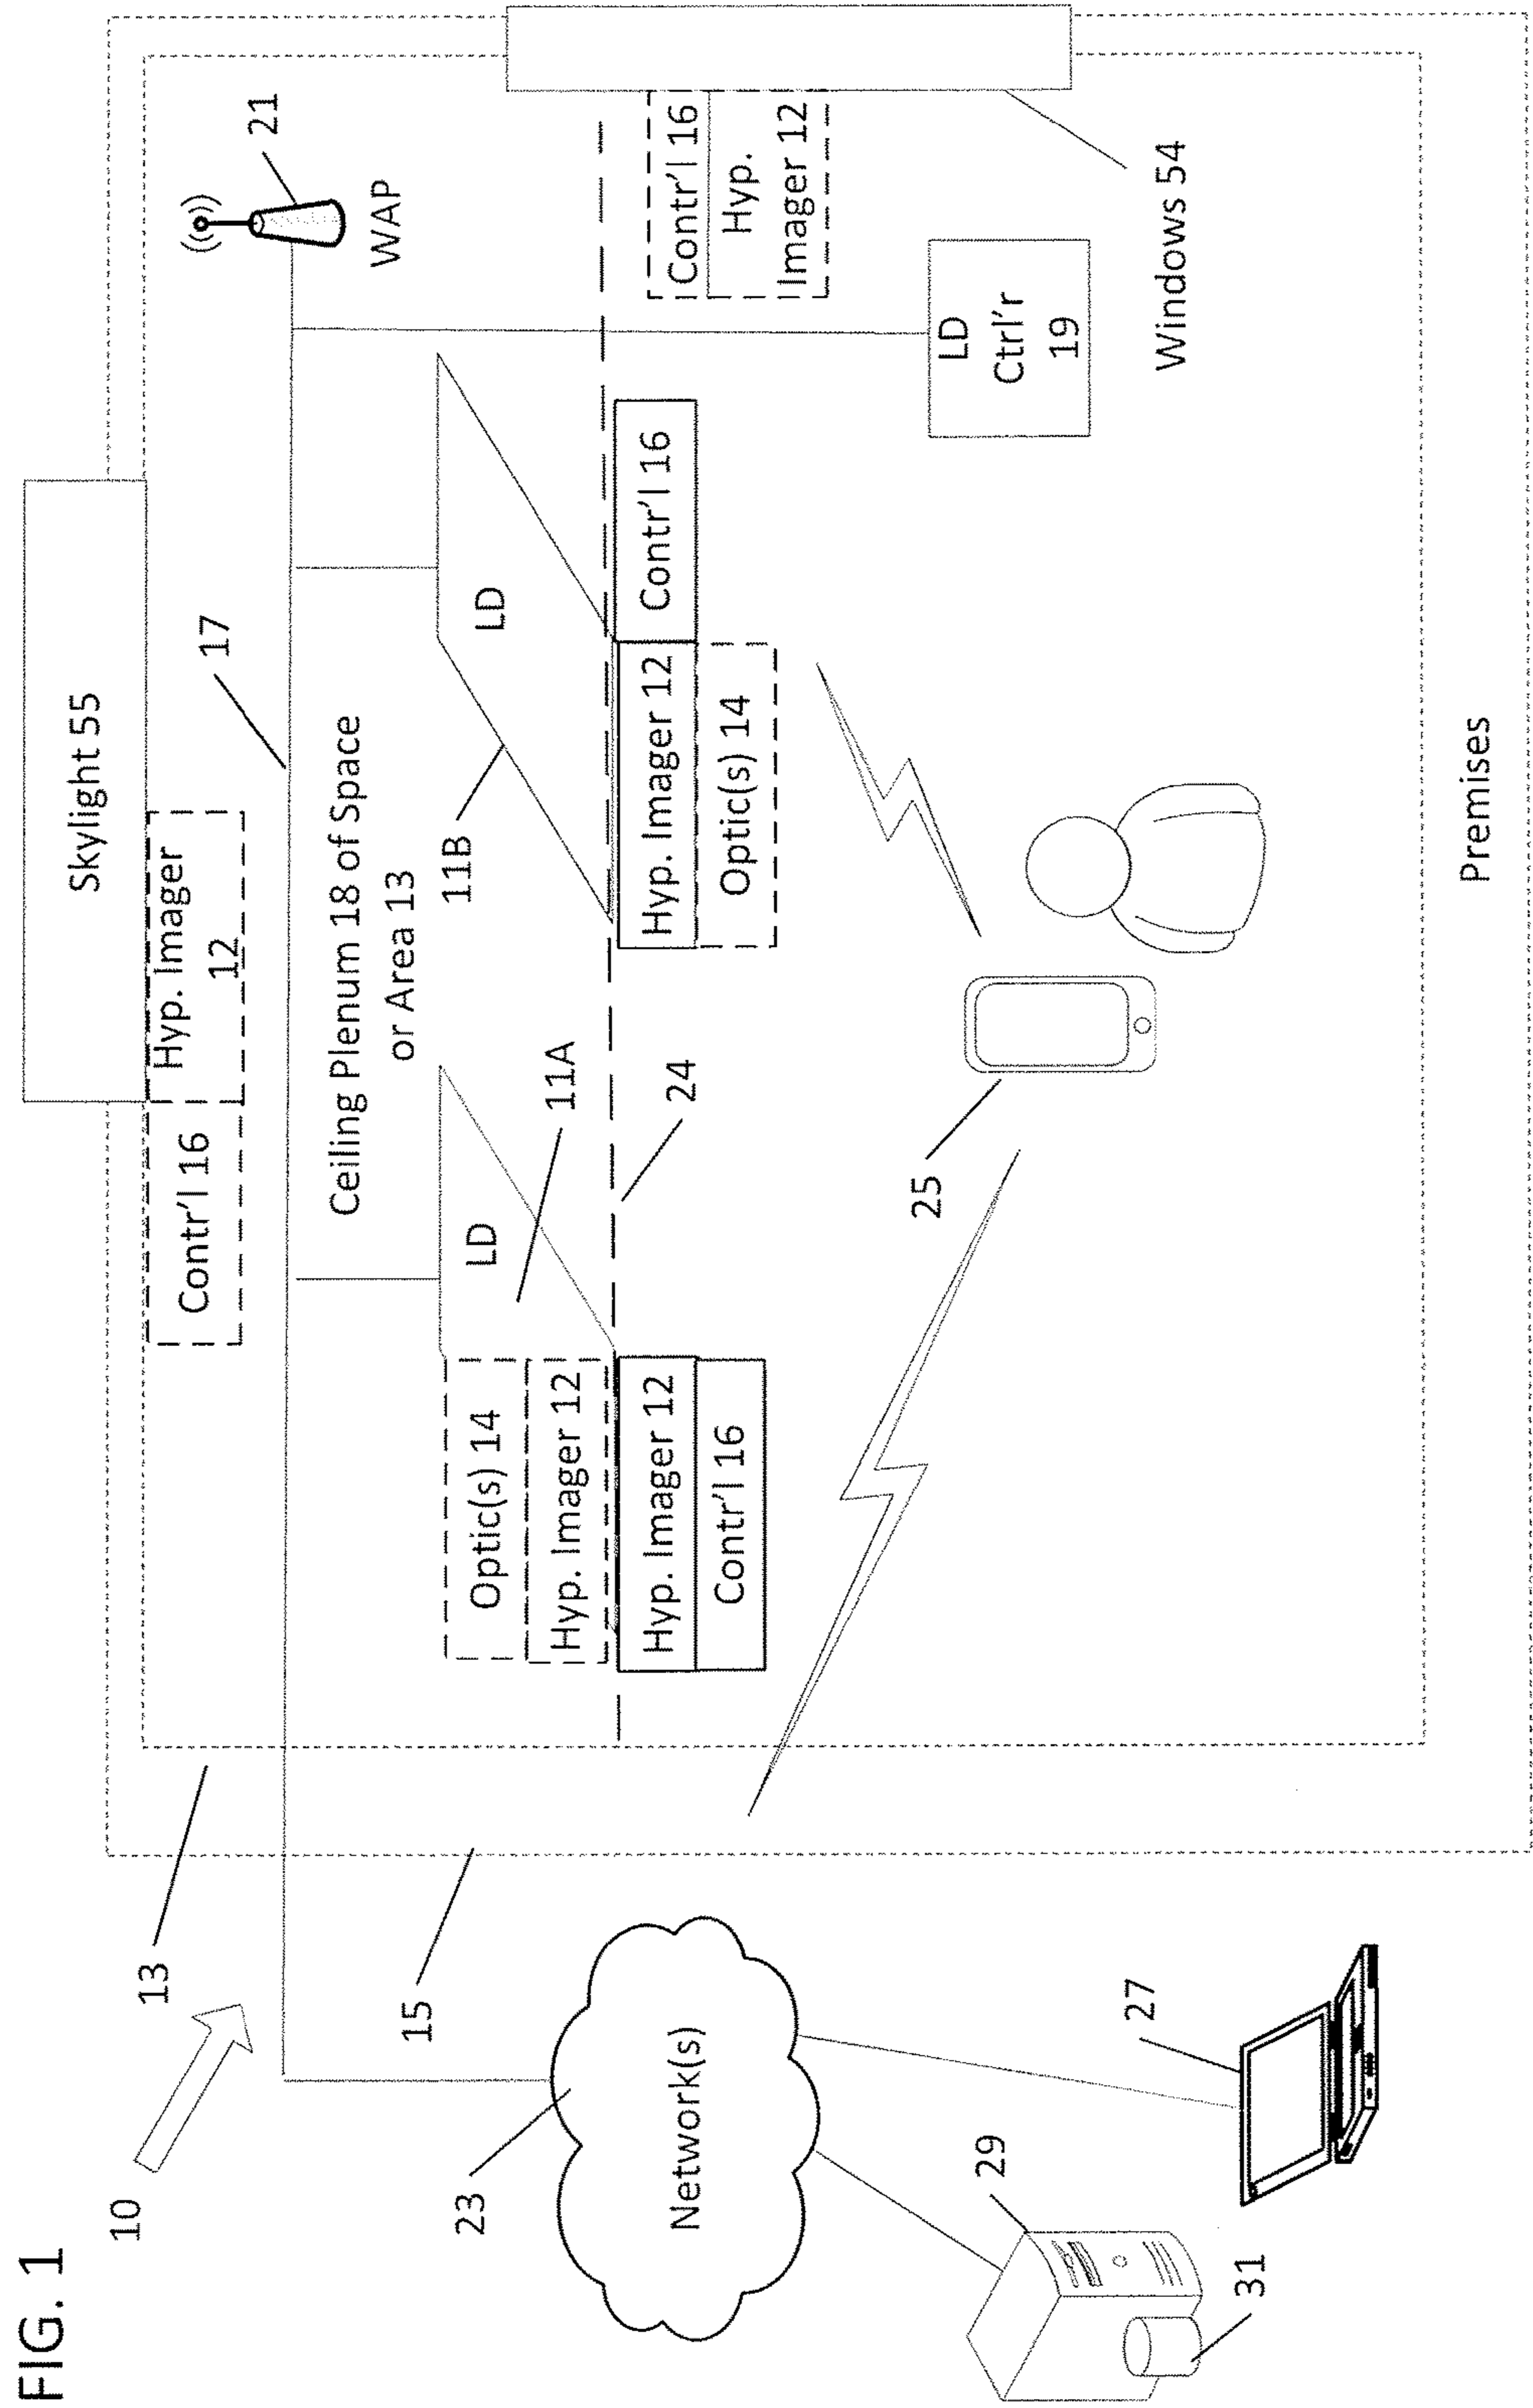 FIG. 1
10
13
15
Skylight 55
Contr'l 16
Hyp. Imager
12
17
21
WAP
Ceiling Plenum 18 of Space
or Area 13
LD
11A
Optic(s) 14
Hyp. Imager 12
Hyp. Imager 12
Contr'l 16
24
LD
11B
Hyp. Imager 12
Contr'l 16
Optic(s) 14
Contr'l 16
Hyp.
Imager 12
LD
Ctrl'r
19
Windows 54
23
Network(s)
25
29
31
27
Premises